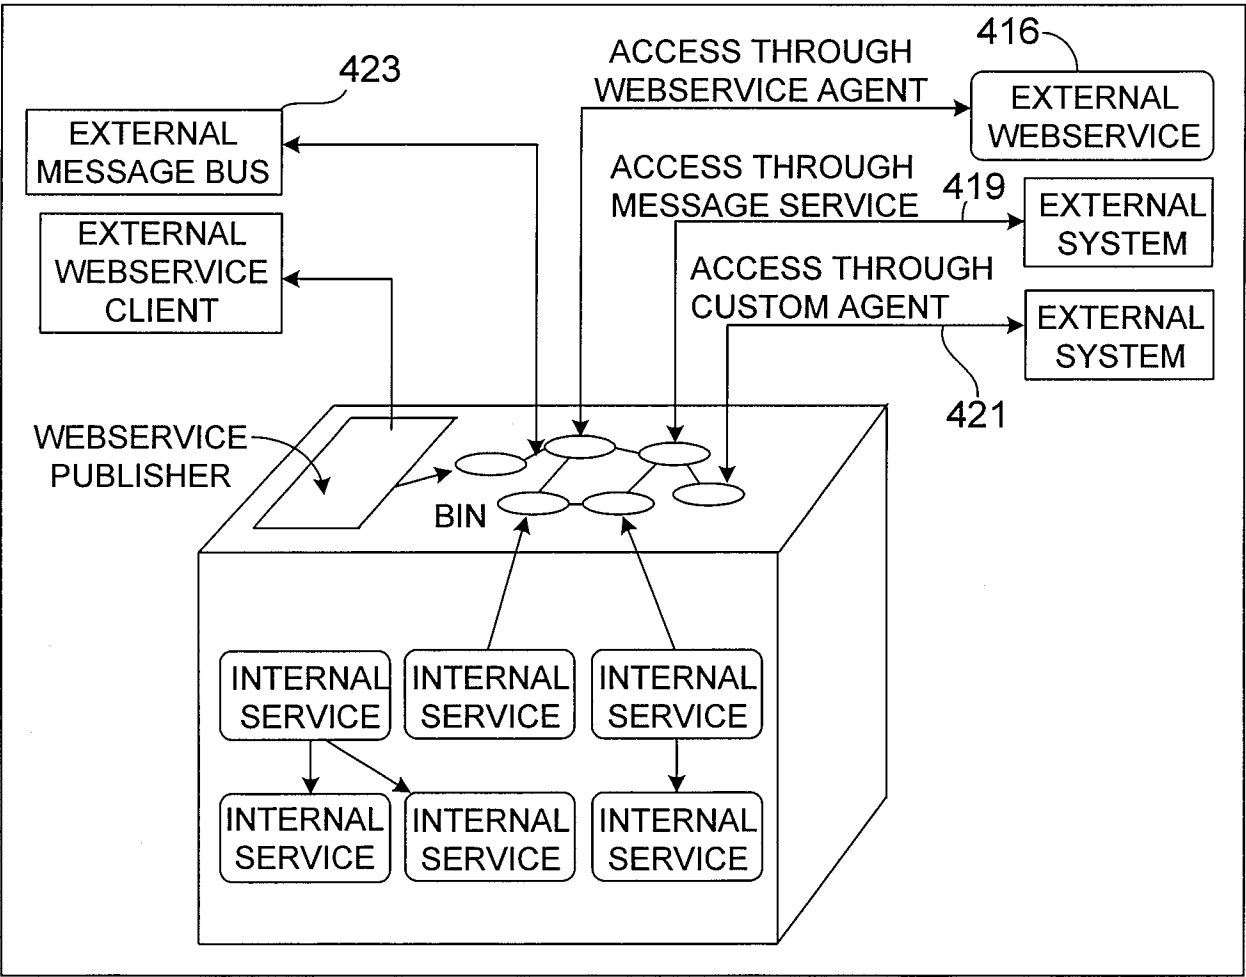 423
EXTERNAL
MESSAGE BUS
EXTERNAL
WEBSERVICE
CLIENT
ACCESS THROUGH
WEBSERVICE AGENT
416
EXTERNAL
WEBSERVICE
ACCESS THROUGH
MESSAGE SERVICE
419
EXTERNAL
SYSTEM
ACCESS THROUGH
CUSTOM AGENT
421
EXTERNAL
SYSTEM
WEBSERVICE
PUBLISHER
BIN
INTERNAL
SERVICE
INTERNAL
SERVICE
INTERNAL
SERVICE
INTERNAL
SERVICE
INTERNAL
SERVICE
INTERNAL
SERVICE